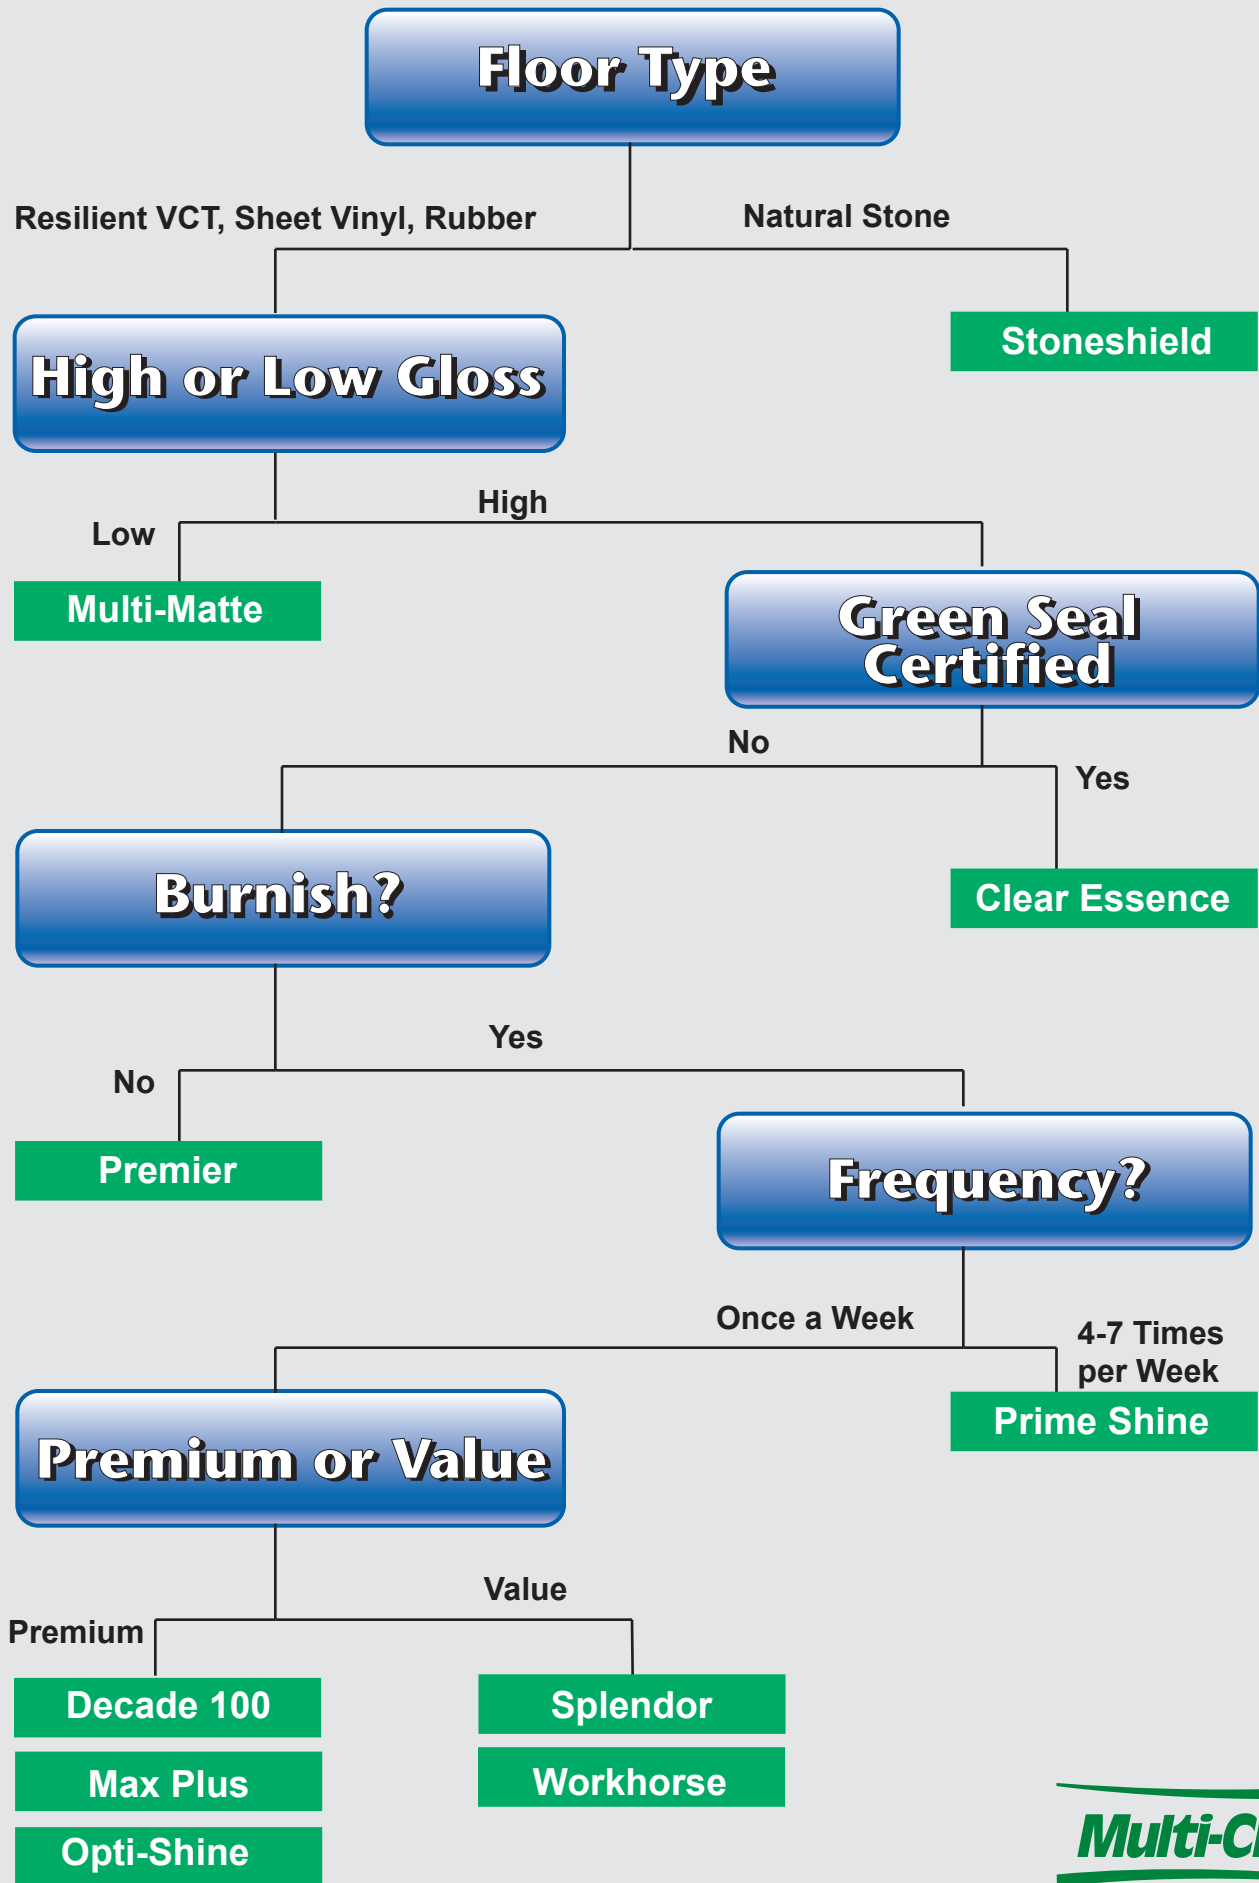 Floor Type
Resilient VCT, Sheet Vinyl, Rubber
Natural Stone
Stoneshield
High or Low Gloss
High
Low
Multi-Matte
Green Seal
Certified
No
Yes
Burnish?
Clear Essence
Yes
No
Premier
Frequency?
Once a Week
4-7 Times
per Week
Prime Shine
Premium or Value
Value
Premium
Decade 100
Splendor
Max Plus
Workhorse
Opti-Shine